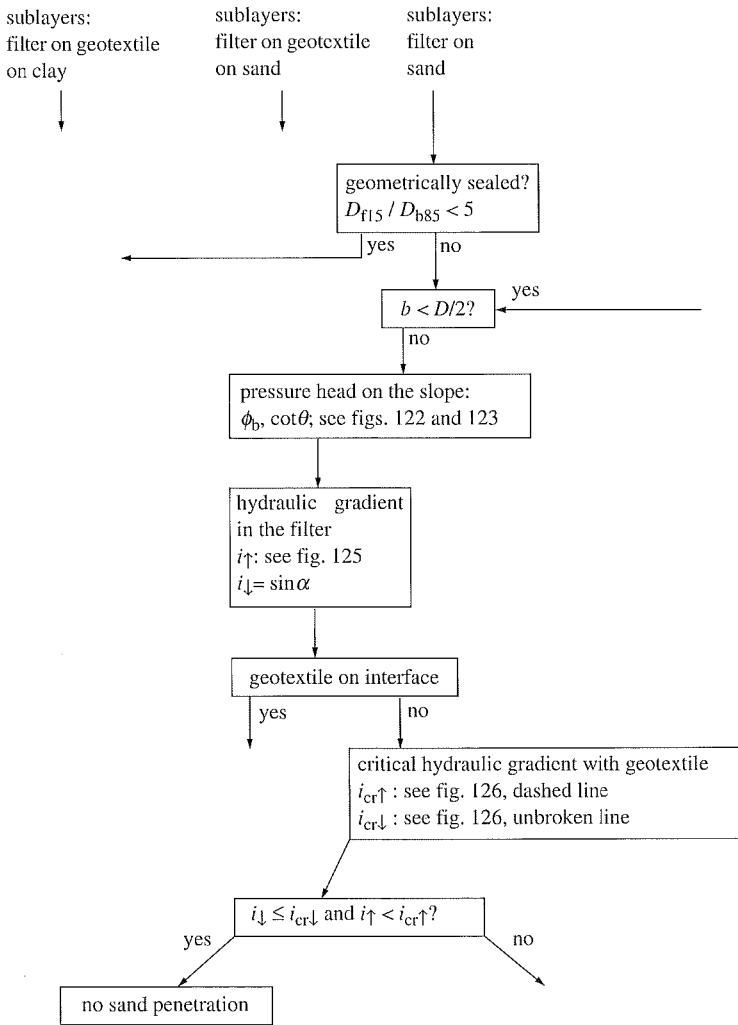 sublayers:
filter on geotextile
on clay
sublayers:
filter on geotextile
on sand
sublayers:
filter on
sand
geometrically sealed?
D_f15 / D_b85 < 5
yes
no
b < D/2?
yes
no
pressure head on the slope:
ϕ_b, cotθ; see figs. 122 and 123
hydraulic gradient
in the filter
i↑: see fig. 125
i↓= sinα
geotextile on interface
yes
no
critical hydraulic gradient with geotextile
i_cr↑ : see fig. 126, dashed line
i_cr↓ : see fig. 126, unbroken line
i↓ ≤ i_cr↓ and i↑ < i_cr↑?
yes
no
no sand penetration